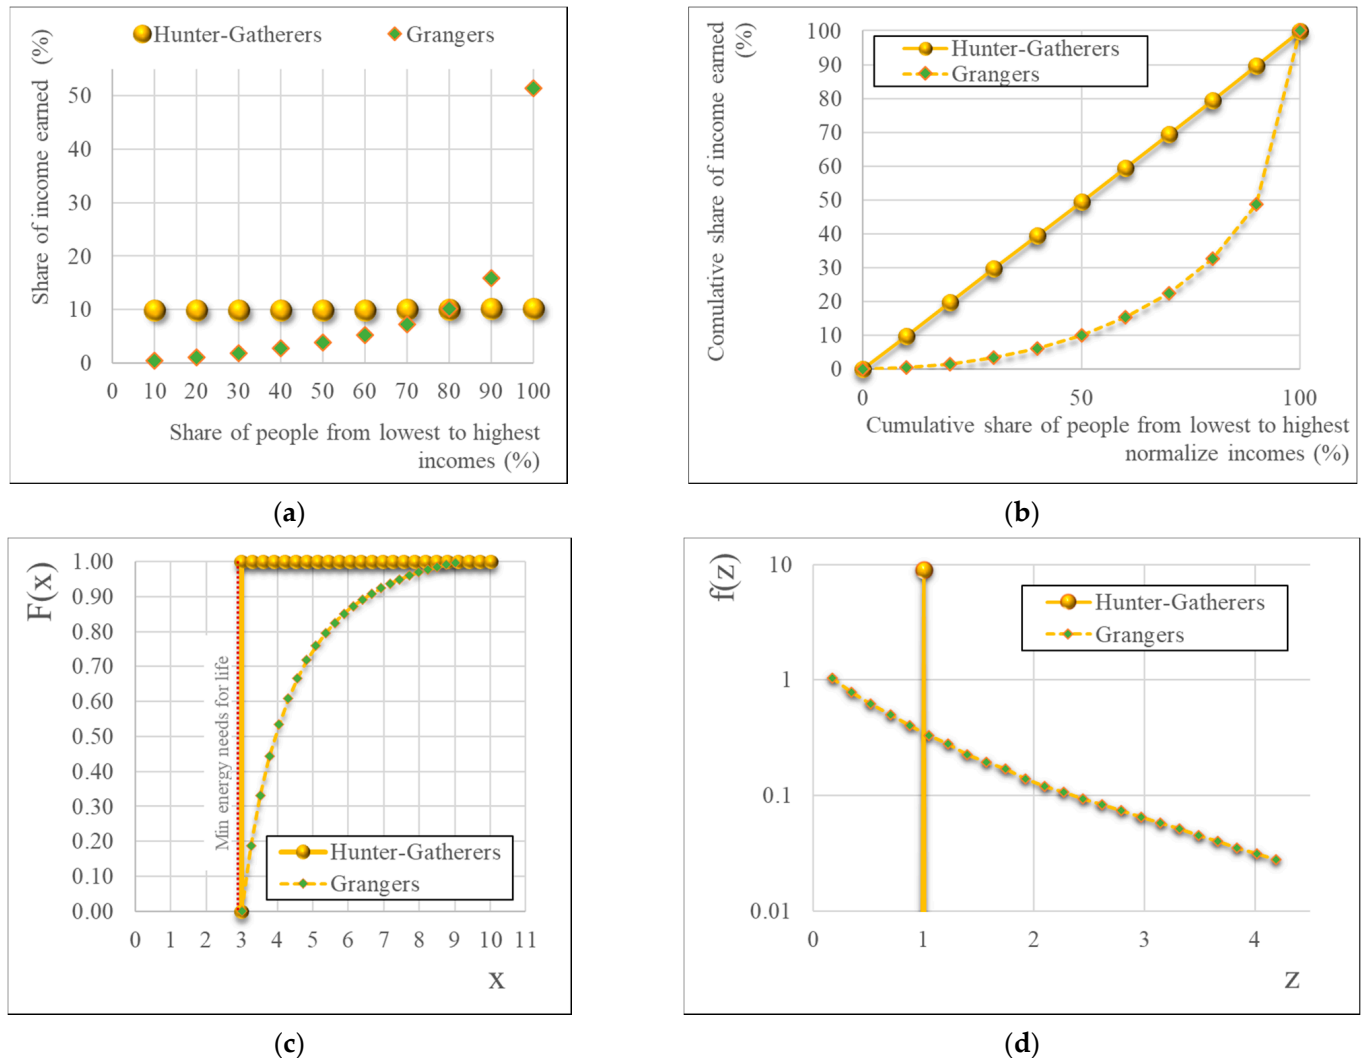 Hunter-Gatherers
Grangers
Share of income earned (%)
50
40
30
20
10
0
0 10 20 30 40 50 60 70 80 90 100
Share of people from lowest to highest
incomes (%)
(a)
Comulative share of income earned
(%)
Hunter-Gatherers
Grangers
100
90
80
70
60
50
40
30
20
10
0
0 50 100
Cumulative share of people from lowest to highest
normalize incomes (%)
(b)
F(x)
1.00
0.90
0.80
0.70
0.60
0.50
0.40
0.30
0.20
0.10
0.00
Min energy needs for life
Hunter-Gatherers
Grangers
0 1 2 3 4 5 6 7 8 9 10 11
x
(c)
f(z)
10
1
0.1
0.01
Hunter-Gatherers
Grangers
0 1 2 3 4
z
(d)